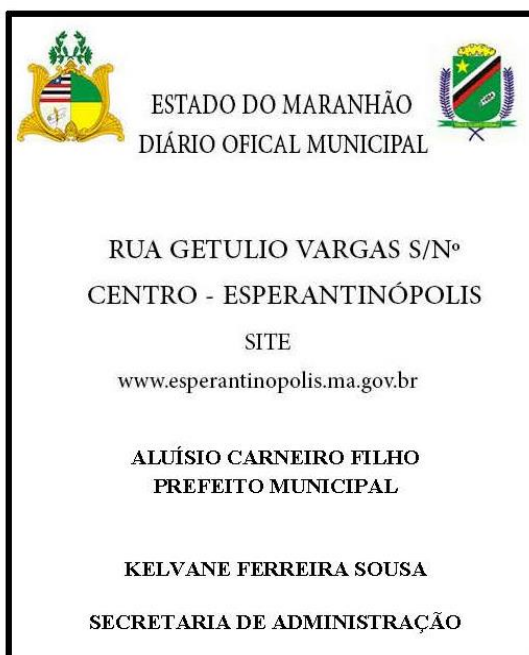 ESTADO DO MARANHÃO
DIÁRIO OFICAL MUNICIPAL
RUA GETULIO VARGAS S/Nº
CENTRO - ESPERANTINÓPOLIS
SITE
www.esperantinopolis.ma.gov.br
ALUÍSIO CARNEIRO FILHO
PREFEITO MUNICIPAL
KELVANE FERREIRA SOUSA
SECRETARIA DE ADMINISTRAÇÃO